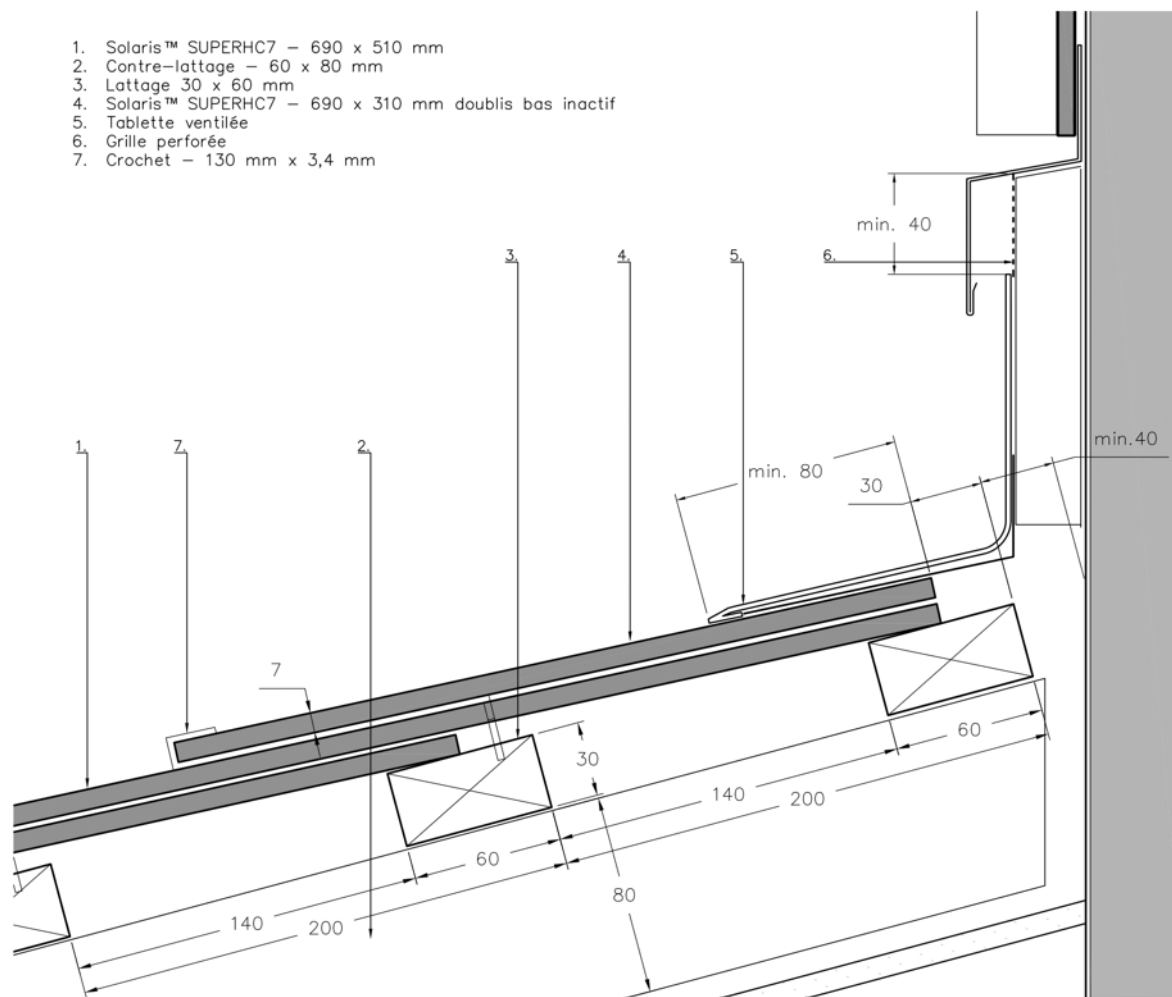 1. Solaris™ SUPERHC7 – 690 x 510 mm
2. Contre-lattage – 60 x 80 mm
3. Lattage 30 x 60 mm
4. Solaris™ SUPERHC7 – 690 x 310 mm doublis bas inactif
5. Tablette ventilée
6. Grille perforée
7. Crochet – 130 mm x 3,4 mm
min. 40
3.
4.
5.
6.
1.
7.
2.
min. 80
30
min.40
7
30
60
140
200
60
80
140
200